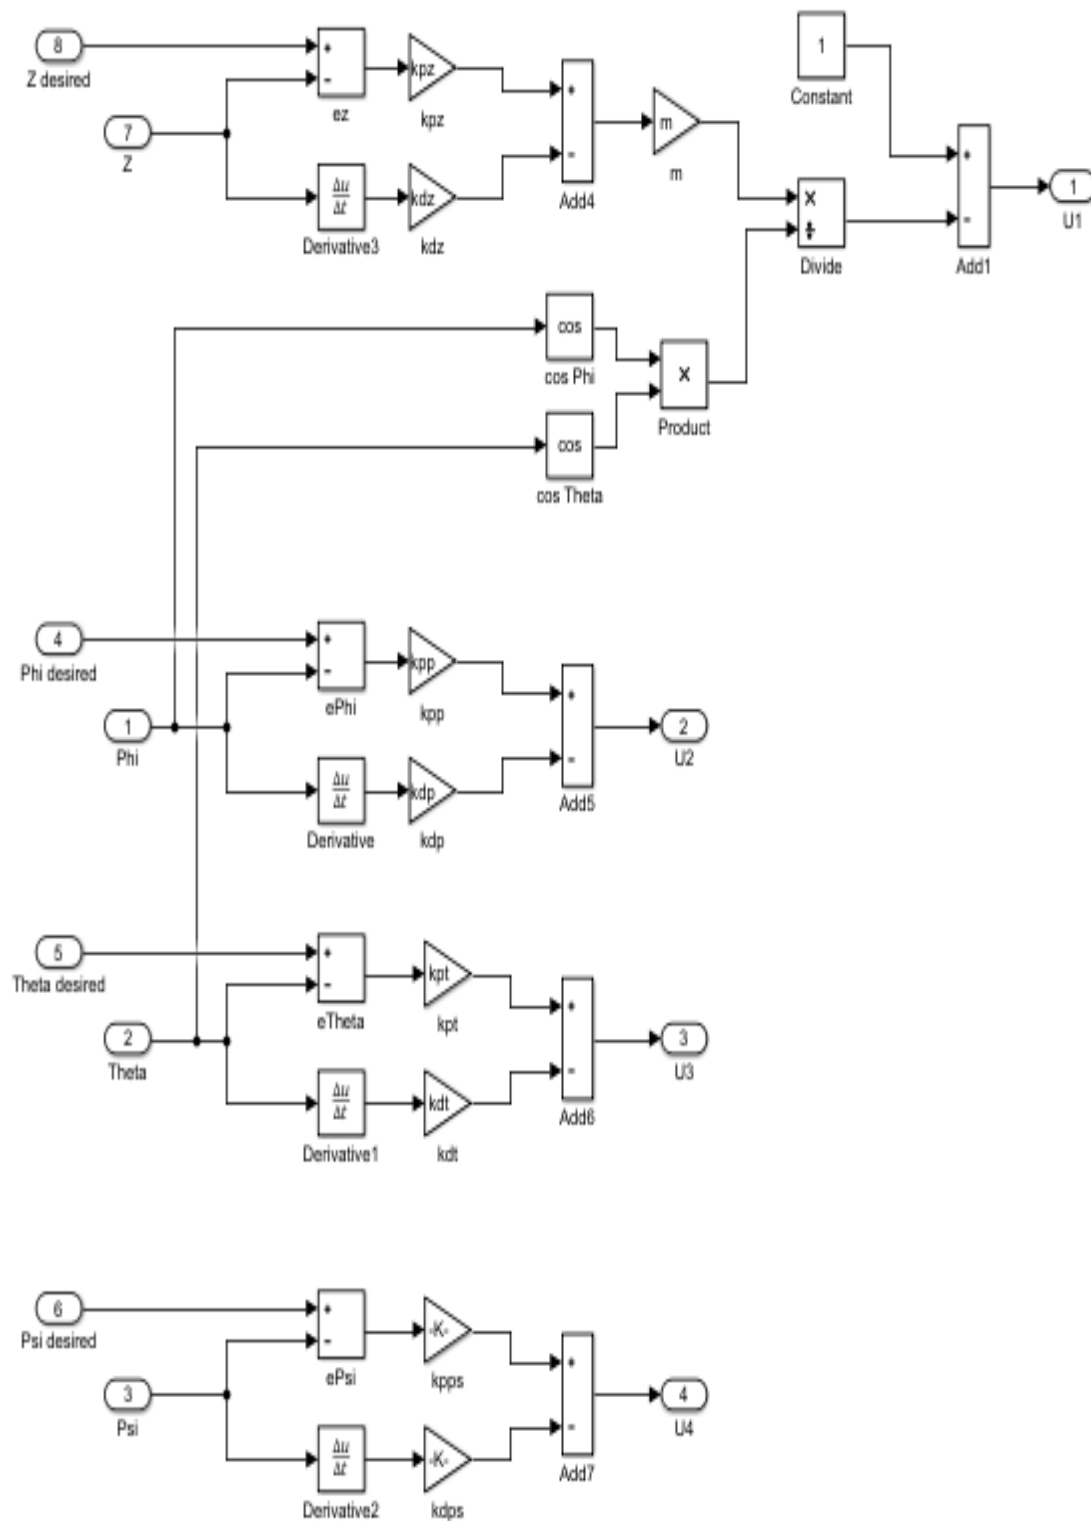 8
Z desired
7
Z
+
-
ez
kpz
kpz
Δu
Δt
Derivative3
kdz
kdz
+
-
Add4
m
m
1
Constant
×
÷
Divide
+
-
Add1
1
U1
cos
cos Phi
cos
cos Theta
×
Product
4
Phi desired
1
Phi
+
-
ePhi
kpp
kpp
Δu
Δt
Derivative
kdp
kdp
+
-
Add5
2
U2
5
Theta desired
2
Theta
+
-
eTheta
kpt
kpt
Δu
Δt
Derivative1
kdt
kdt
+
-
Add6
3
U3
6
Psi desired
3
Psi
+
-
ePsi
-K-
kpps
Δu
Δt
Derivative2
-K-
kdps
+
-
Add7
4
U4